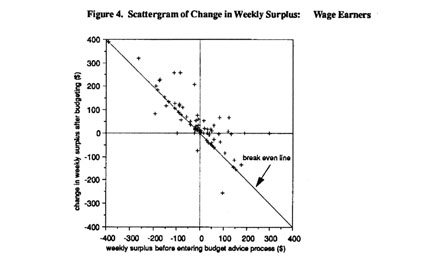 Figure 4. Scattergram of Change in Weekly Surplus: Wage Earners
400
300
200
100
0
-100
-200
-300
-400
change in weekly surplus after budgeting ($)
break even line
-400 -300 -200 -100 0 100 200 300 400
weekly surplus before entering budget advice process ($)